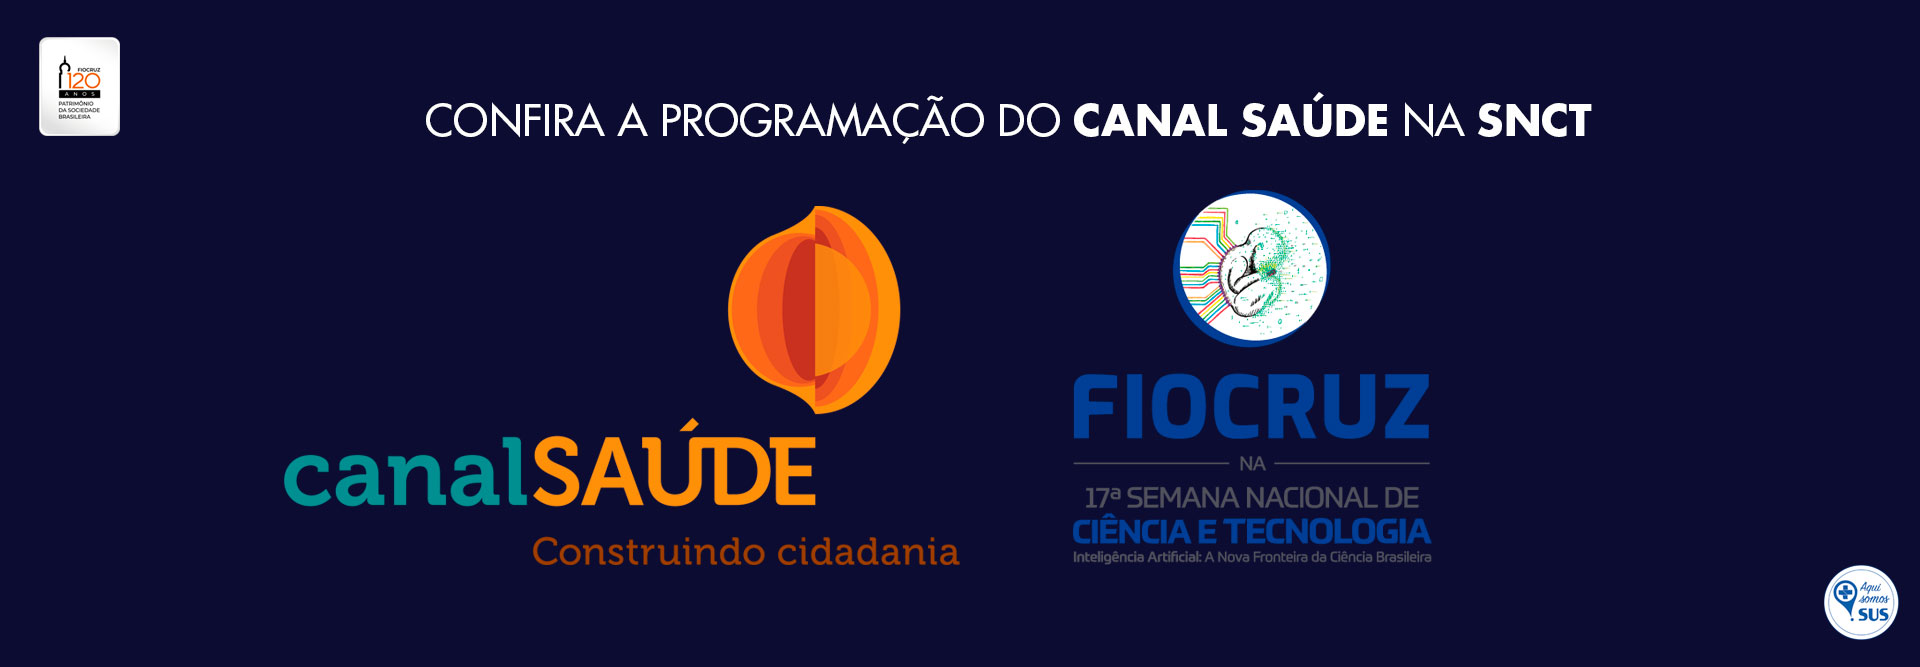 FIOCRUZ
120
ANOS
PATRIMÔNIO
DA SOCIEDADE
BRASILEIRA
CONFIRA A PROGRAMAÇÃO DO CANAL SAÚDE NA SNCT
canalSAÚDE
Construindo cidadania
FIOCRUZ
NA
17ª SEMANA NACIONAL DE
CIÊNCIA E TECNOLOGIA
Inteligência Artificial: A Nova Fronteira da Ciência Brasileira
Aqui
somos
SUS